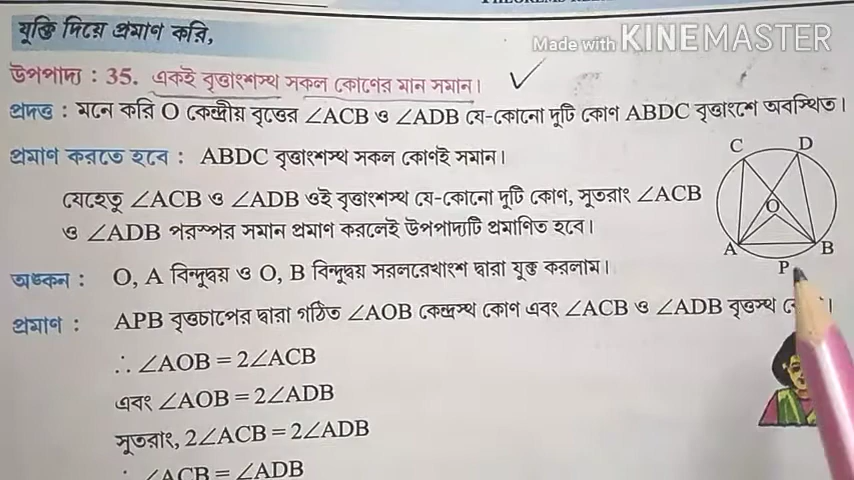 যুক্তি দিয়ে প্রমাণ করি,
Made with KINEMASTER
উপপাদ্য : 35. একই বৃত্তাংশস্থ সকল কোণের মান সমান।
প্রদত্ত : মনে করি O কেন্দ্রীয় বৃত্তের ∠ACB ও ∠ADB যে-কোনো দুটি কোণ ABDC বৃত্তাংশে অবস্থিত।
প্রমাণ করতে হবে : ABDC বৃত্তাংশস্থ সকল কোণই সমান।
যেহেতু ∠ACB ও ∠ADB ওই বৃত্তাংশস্থ যে-কোনো দুটি কোণ, সুতরাং ∠ACB
ও ∠ADB পরস্পর সমান প্রমাণ করলেই উপপাদ্যটি প্রমাণিত হবে।
C D
O
A B
P
অঙ্কন : O, A বিন্দুদ্বয় ও O, B বিন্দুদ্বয় সরলরেখাংশ দ্বারা যুক্ত করলাম।
প্রমাণ : APB বৃত্তচাপের দ্বারা গঠিত ∠AOB কেন্দ্রস্থ কোণ এবং ∠ACB ও ∠ADB বৃত্তস্থ
∴ ∠AOB = 2∠ACB
এবং ∠AOB = 2∠ADB
সুতরাং, 2∠ACB = 2∠ADB
∴ ∠ACB = ∠ADB